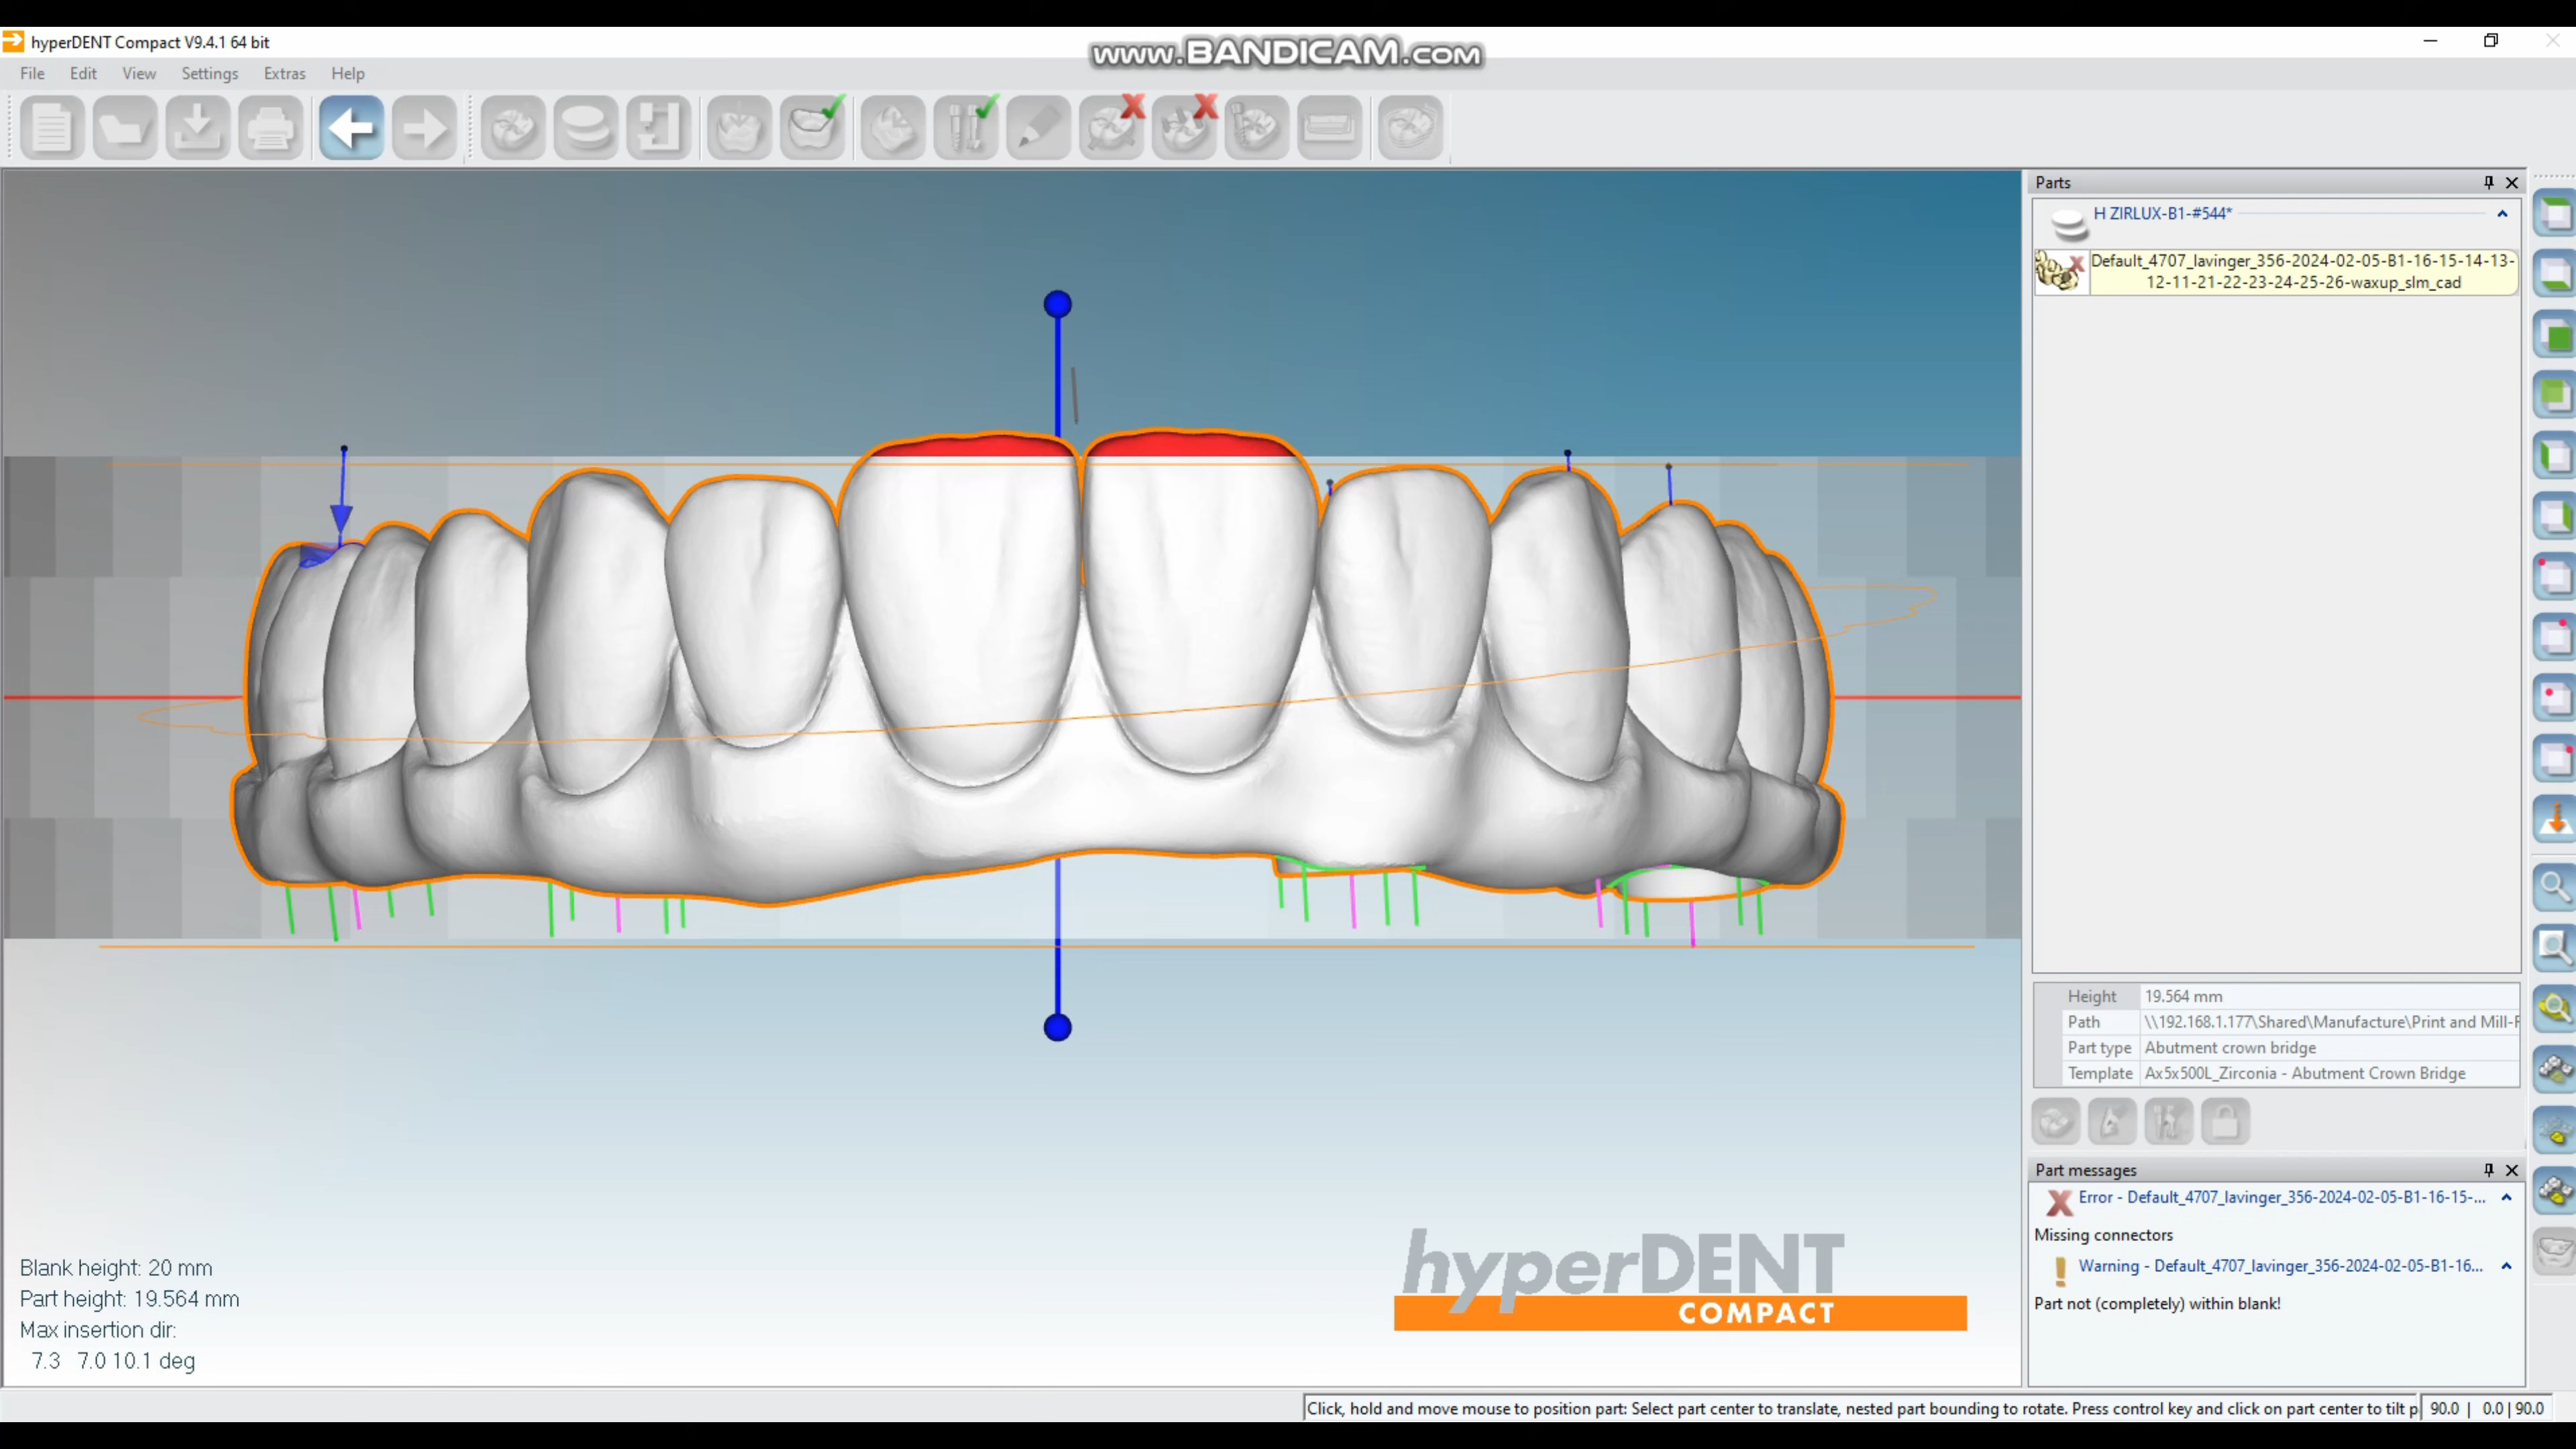 hyperDENT Compact V9.4.1 64 bit
www.BANDICAM.com
File Edit View Settings Extras Help
Parts
H ZIRLUX-B1-#544*
Default_4707_lavinger_356-2024-02-05-B1-16-15-14-13-
12-11-21-22-23-24-25-26-waxup_slm_cad
Height 19.564 mm
Path \\192.168.1.177\Shared\Manufacture\Print and Mill-F
Part type Abutment crown bridge
Template Ax5x500L_Zirconia - Abutment Crown Bridge
Part messages
Error - Default_4707_lavinger_356-2024-02-05-B1-16-15-...
Missing connectors
Warning - Default_4707_lavinger_356-2024-02-05-B1-16...
Part not (completely) within blank!
Blank height: 20 mm
Part height: 19.564 mm
Max insertion dir:
7.3 7.0 10.1 deg
hyperDENT
COMPACT
Click, hold and move mouse to position part: Select part center to translate, nested part bounding to rotate. Press control key and click on part center to tilt p 90.0 | 0.0|90.0